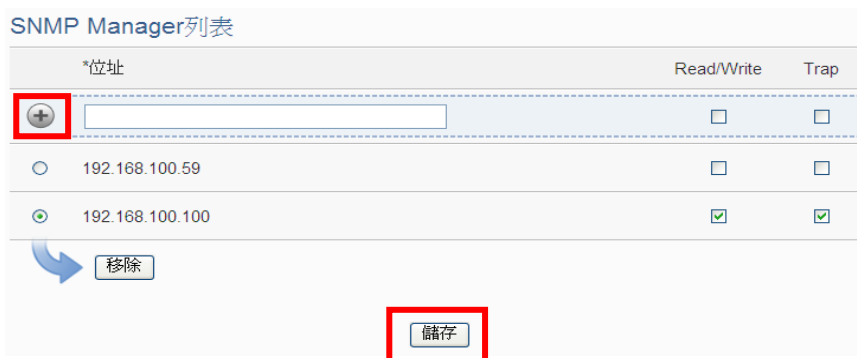 SNMP Manager列表
*位址 Read/Write Trap
192.168.100.59
192.168.100.100
移除
儲存